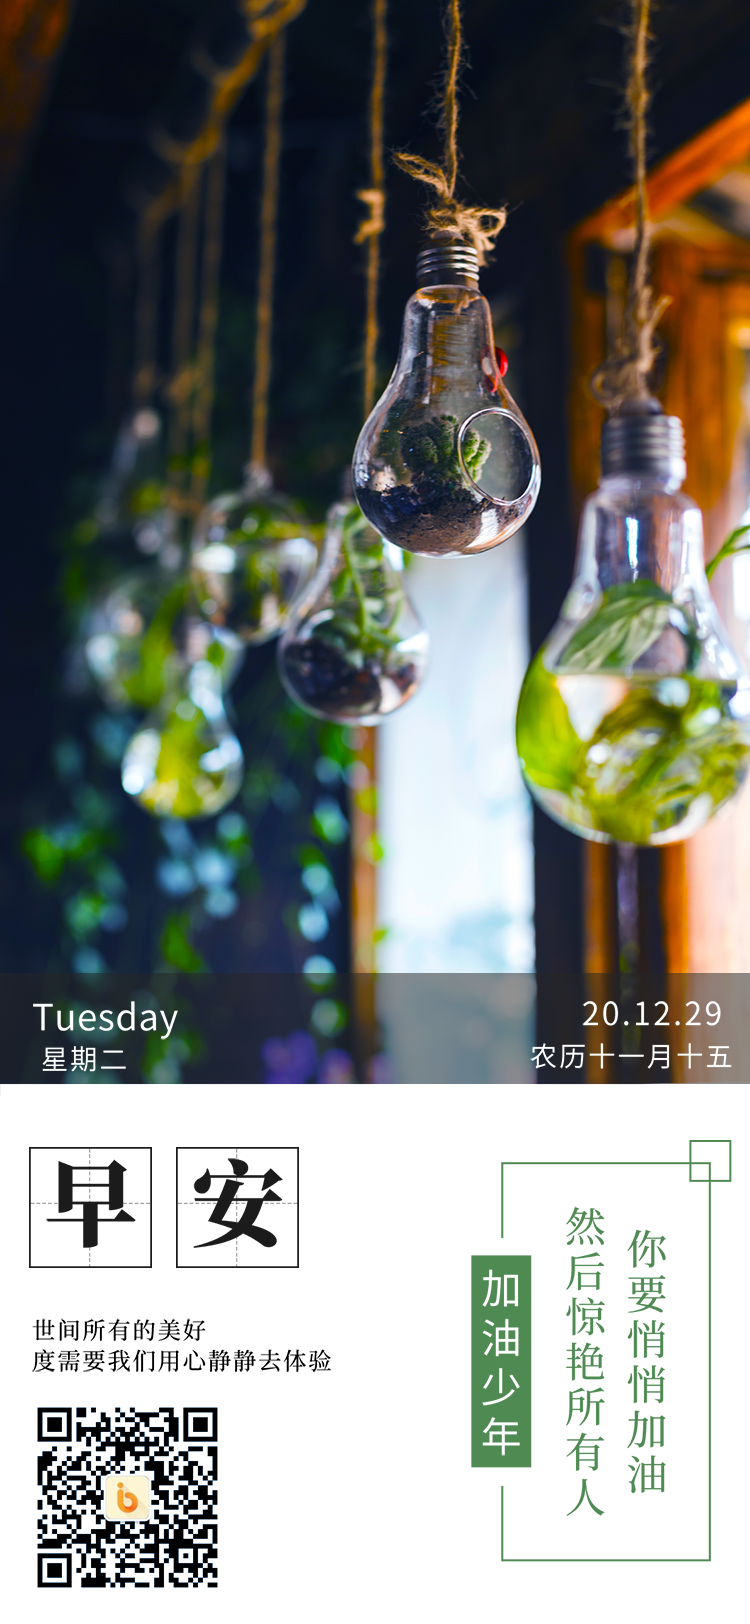 Tuesday
星期二
20.12.29
农历十一月十五
早安
世间所有的美好
度需要我们用心静静去体验
你要悄悄加油
然后惊艳所有人
加油少年